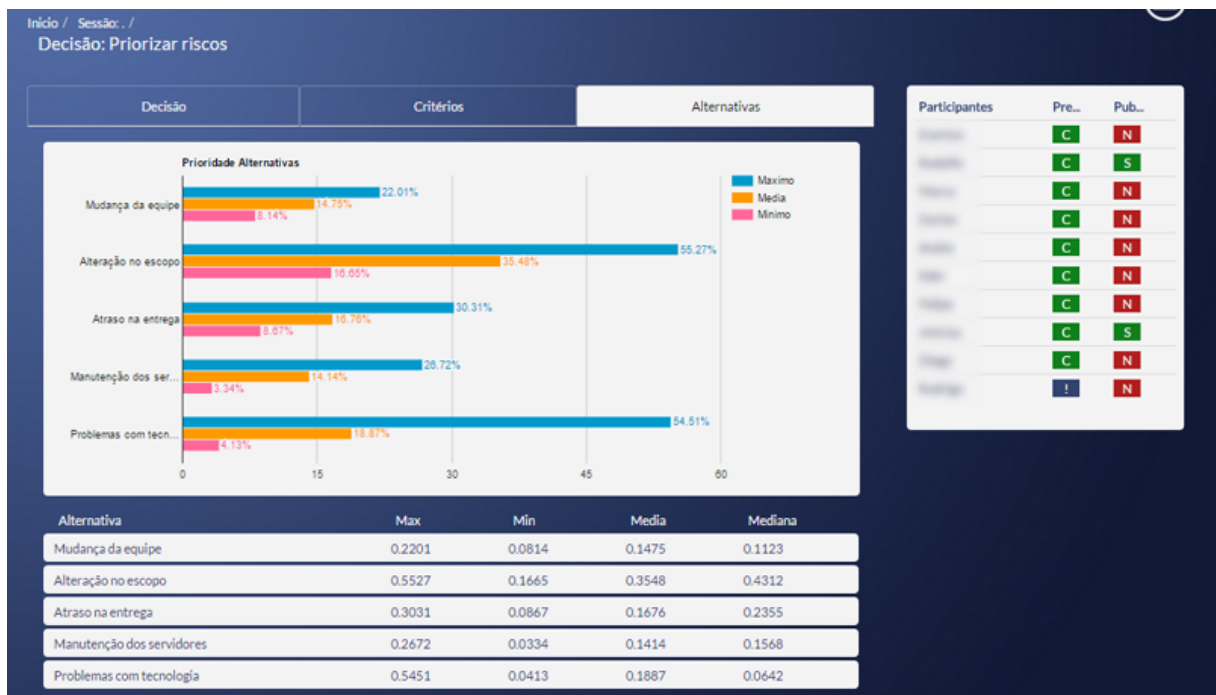 Início / Sessão: . /
Decisão: Priorizar riscos
Decisão Critérios Alternativas
Prioridade Alternativas
Maximo
Media
Minimo
Mudança da equipe 22.01% 14.75% 8.14%
Alteração no escopo 55.27% 35.48% 16.65%
Atraso na entrega 30.31% 16.76% 8.67%
Manutenção dos ser... 26.72% 14.14% 3.34%
Problemas com tecn... 54.51% 18.87% 4.13%
0 15 30 45 60
Alternativa Max Min Media Mediana
Mudança da equipe 0.2201 0.0814 0.1475 0.1123
Alteração no escopo 0.5527 0.1665 0.3548 0.4312
Atraso na entrega 0.3031 0.0867 0.1676 0.2355
Manutenção dos servidores 0.2672 0.0334 0.1414 0.1568
Problemas com tecnologia 0.5451 0.0413 0.1887 0.0642
Participantes Pre... Pub...
C N
C S
C N
C N
C N
C N
C N
C S
C N
! N